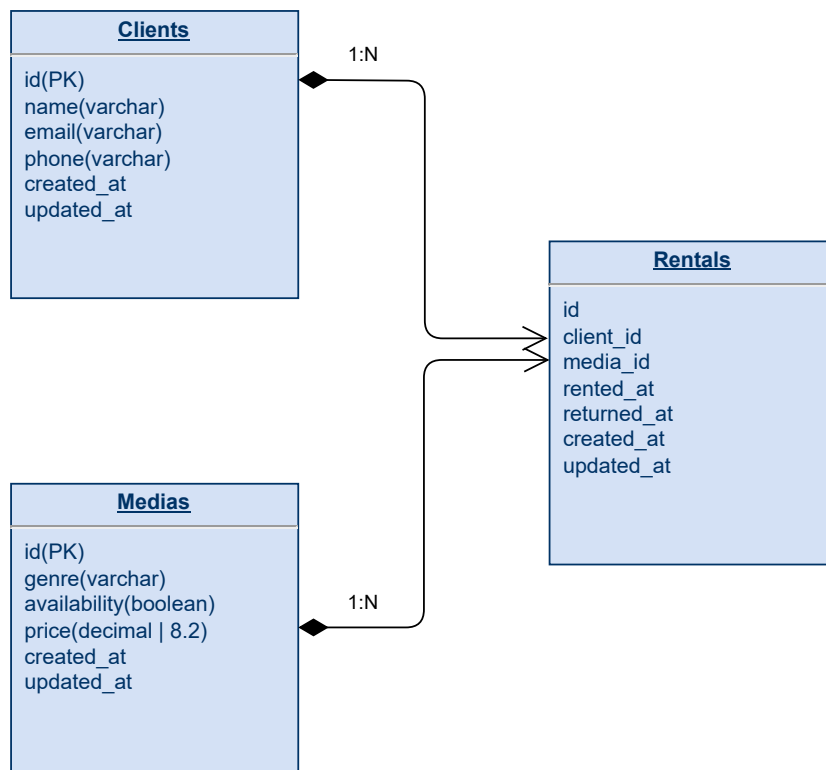 Clients
id(PK)
name(varchar)
email(varchar)
phone(varchar)
created_at
updated_at
1:N
Rentals
id
client_id
media_id
rented_at
returned_at
created_at
updated_at
Medias
id(PK)
genre(varchar)
availability(boolean)
price(decimal | 8.2)
created_at
updated_at
1:N